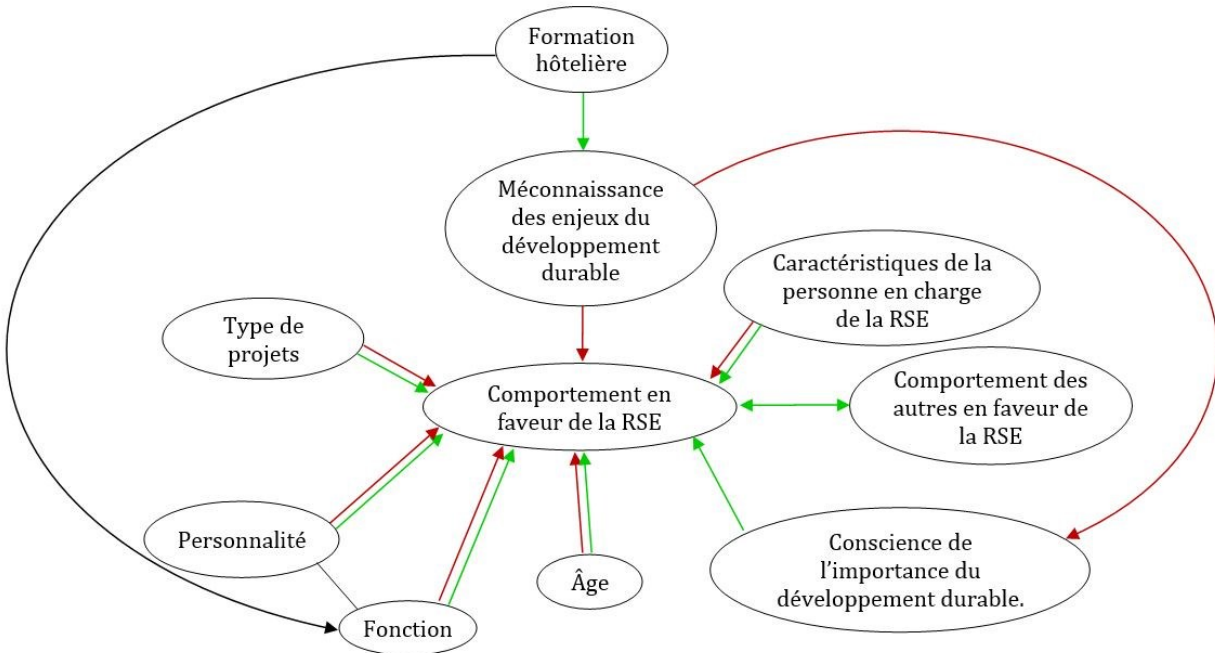 Formation
hôtelière
Méconnaissance
des enjeux du
développement
durable
Caractéristiques de la
personne en charge
de la RSE
Type de
projets
Comportement en
faveur de la RSE
Comportement des
autres en faveur de
la RSE
Personnalité
Âge
Conscience de
l'importance du
développement durable.
Fonction